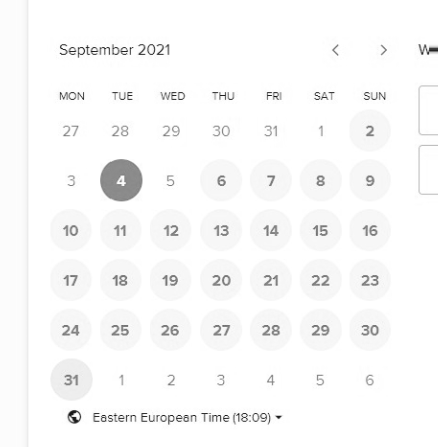 September 2021
MON TUE WED THU FRI SAT SUN
27 28 29 30 31 1 2
3 4 5 6 7 8 9
10 11 12 13 14 15 16
17 18 19 20 21 22 23
24 25 26 27 28 29 30
31 1 2 3 4 5 6
Eastern European Time (18:09)